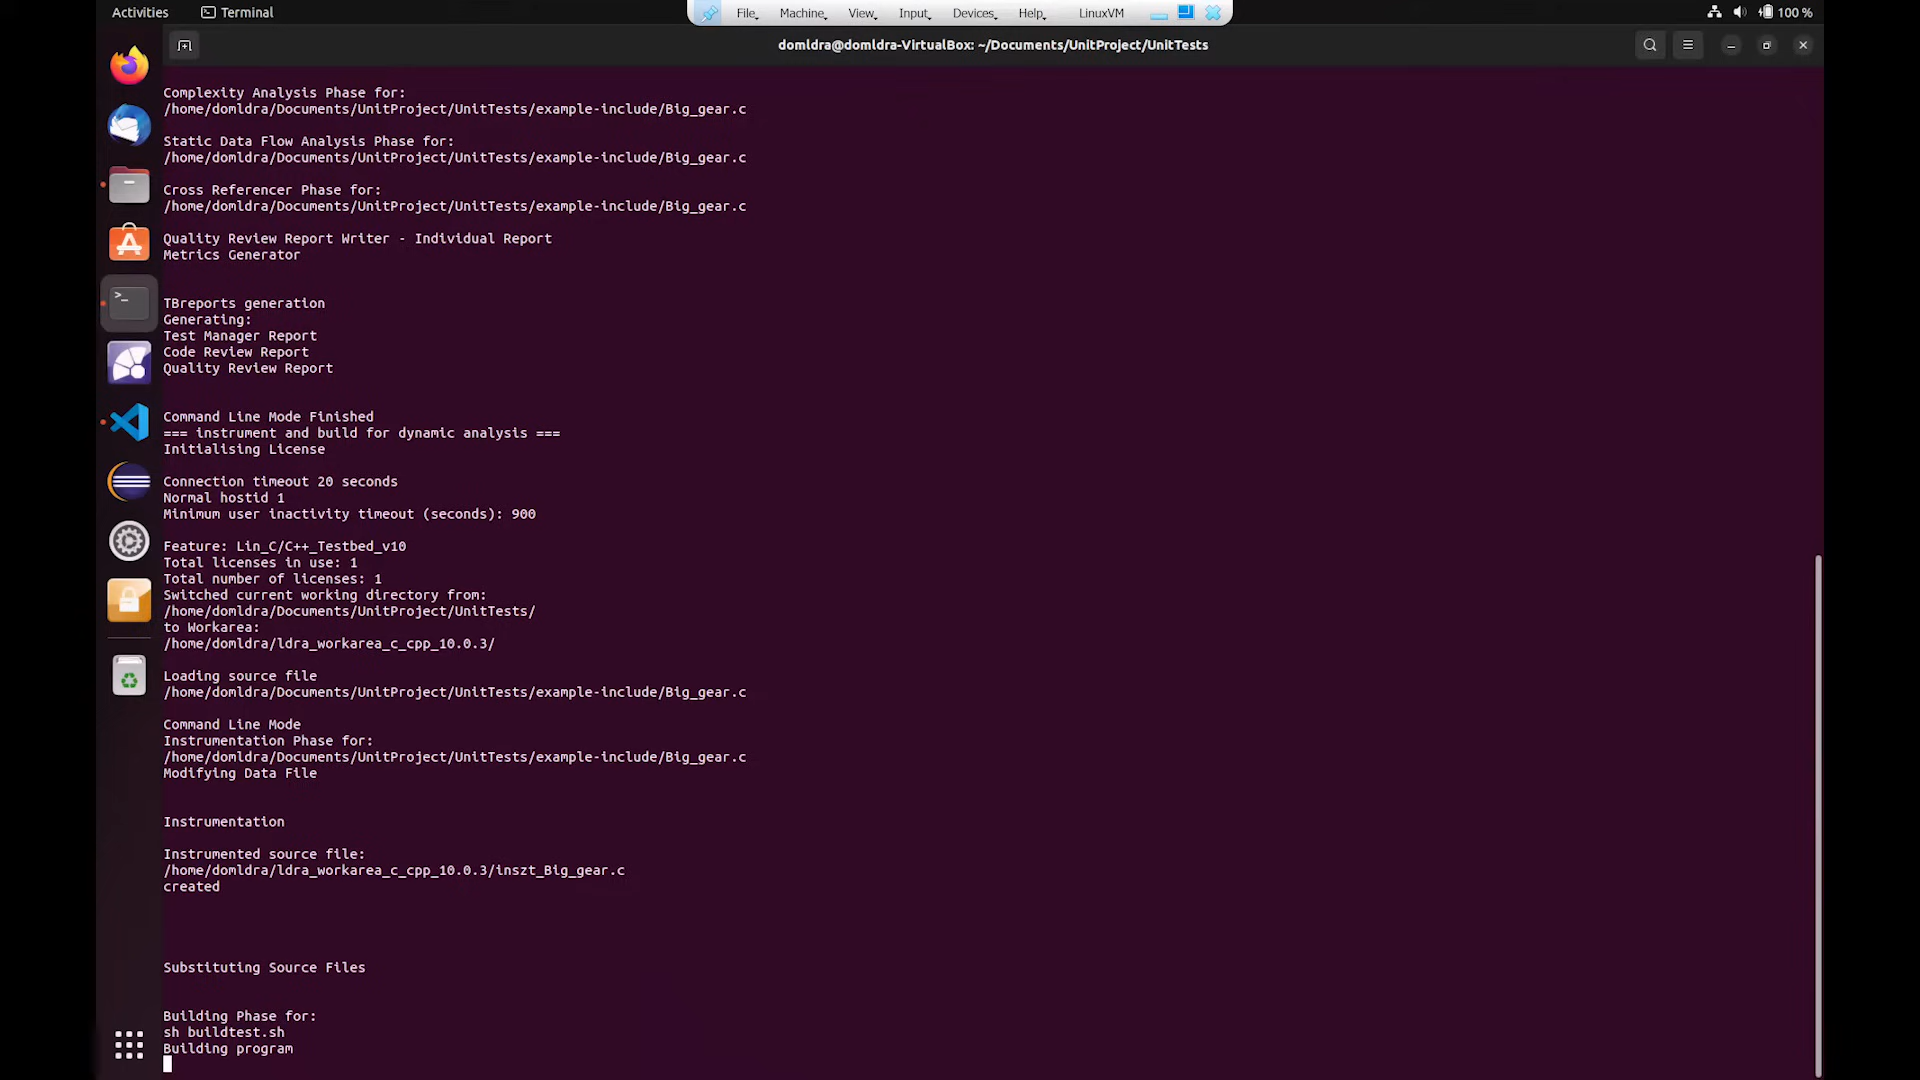 Activities
Terminal
File
Machine
View
Input
Devices
Help
LinuxVM
100 %
domldra@domldra-VirtualBox: ~/Documents/UnitProject/UnitTests
Complexity Analysis Phase for:
/home/domldra/Documents/UnitProject/UnitTests/example-include/Big_gear.c
Static Data Flow Analysis Phase for:
/home/domldra/Documents/UnitProject/UnitTests/example-include/Big_gear.c
Cross Referencer Phase for:
/home/domldra/Documents/UnitProject/UnitTests/example-include/Big_gear.c
Quality Review Report Writer - Individual Report
Metrics Generator
TBreports generation
Generating:
Test Manager Report
Code Review Report
Quality Review Report
Command Line Mode Finished
=== instrument and build for dynamic analysis ===
Initialising License
Connection timeout 20 seconds
Normal hostid 1
Minimum user inactivity timeout (seconds): 900
Feature: Lin_C/C++_Testbed_v10
Total licenses in use: 1
Total number of licenses: 1
Switched current working directory from:
/home/domldra/Documents/UnitProject/UnitTests/
to Workarea:
/home/domldra/ldra_workarea_c_cpp_10.0.3/
Loading source file
/home/domldra/Documents/UnitProject/UnitTests/example-include/Big_gear.c
Command Line Mode
Instrumentation Phase for:
/home/domldra/Documents/UnitProject/UnitTests/example-include/Big_gear.c
Modifying Data File
Instrumentation
Instrumented source file:
/home/domldra/ldra_workarea_c_cpp_10.0.3/inszt_Big_gear.c
created
Substituting Source Files
Building Phase for:
sh buildtest.sh
Building program